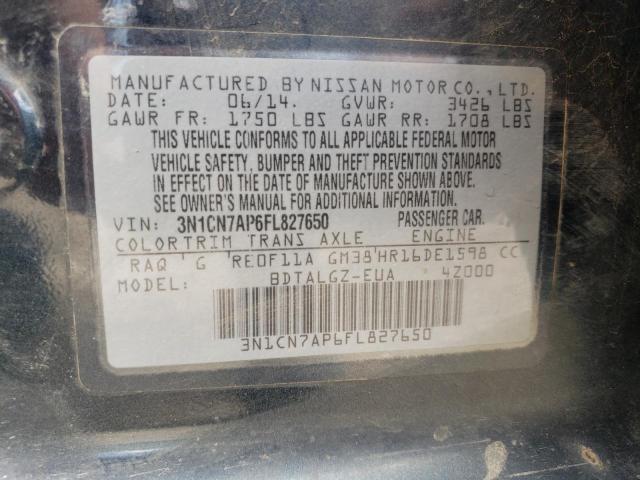 MANUFACTURED BY NISSAN MOTOR CO., LTD.
DATE: 06/14. GVWR: 3426 LBS
GAWR FR: 1750 LBS GAWR RR: 1708 LBS
THIS VEHICLE CONFORMS TO ALL APPLICABLE FEDERAL MOTOR
VEHICLE SAFETY, BUMPER AND THEFT PREVENTION STANDARDS
IN EFFECT ON THE DATE OF MANUFACTURE SHOWN ABOVE.
SEE OWNER'S MANUAL FOR ADDITIONAL INFORMATION.
VIN: 3N1CN7AP6FL827650 PASSENGER CAR.
COLOR TRIM TRANS AXLE ENGINE
RAQ G RE0F11A GM38 HR16DE1598 CC
MODEL: BDTALGZ-EUA 4Z000
3N1CN7AP6FL827650